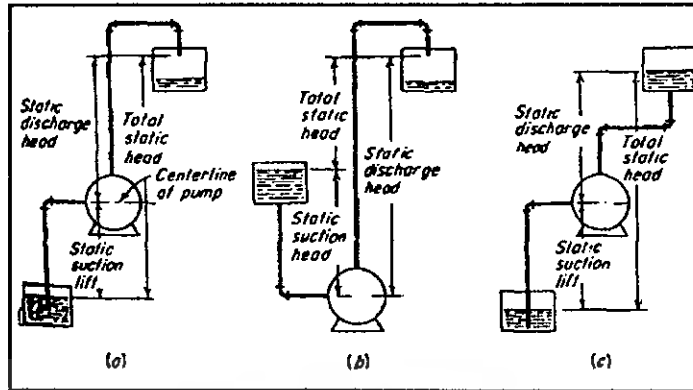 Static
discharge
head
Total
static
head
Centerline
of pump
Static
suction
lift
(a)
Total
static
head
Static
discharge
head
Static
suction
head
(b)
Static
discharge
head
Total
static
head
Static
suction
lift
(c)